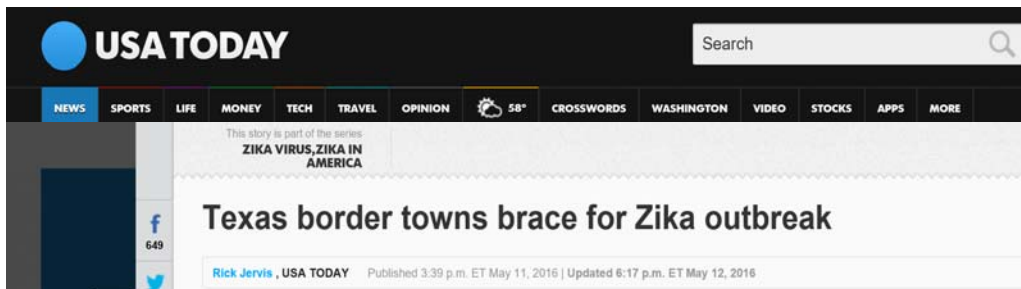 USA TODAY
Search
NEWS SPORTS LIFE MONEY TECH TRAVEL OPINION 58° CROSSWORDS WASHINGTON VIDEO STOCKS APPS MORE
This story is part of the series
ZIKA VIRUS,ZIKA IN
AMERICA
Texas border towns brace for Zika outbreak
f
649
Rick Jervis , USA TODAY Published 3:39 p.m. ET May 11, 2016 | Updated 6:17 p.m. ET May 12, 2016